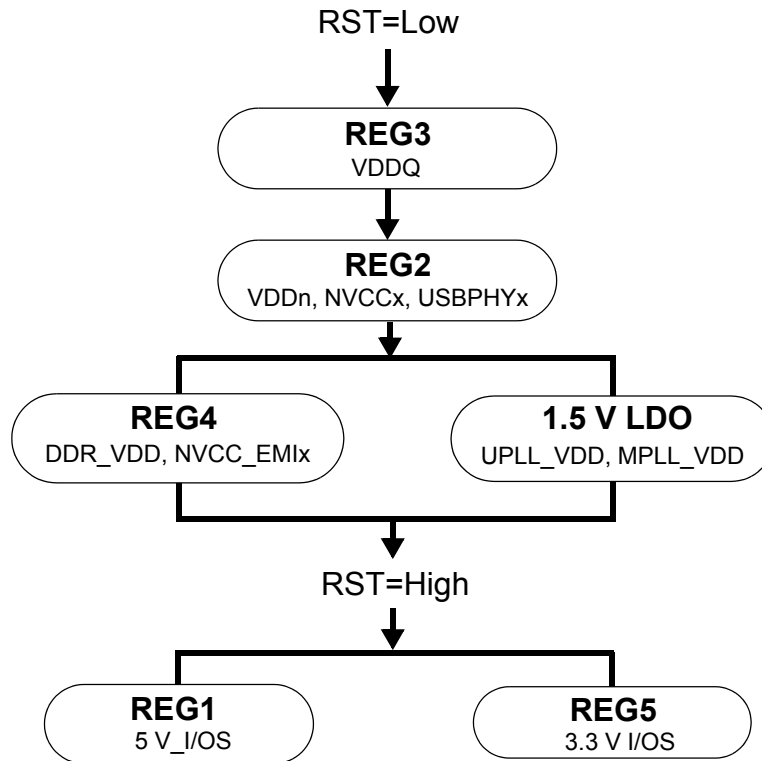 RST=Low
REG3
VDDQ
REG2
VDDn, NVCCx, USBPHYx
REG4
DDR_VDD, NVCC_EMIx
1.5 V LDO
UPLL_VDD, MPLL_VDD
RST=High
REG1
5 V_I/OS
REG5
3.3 V I/OS